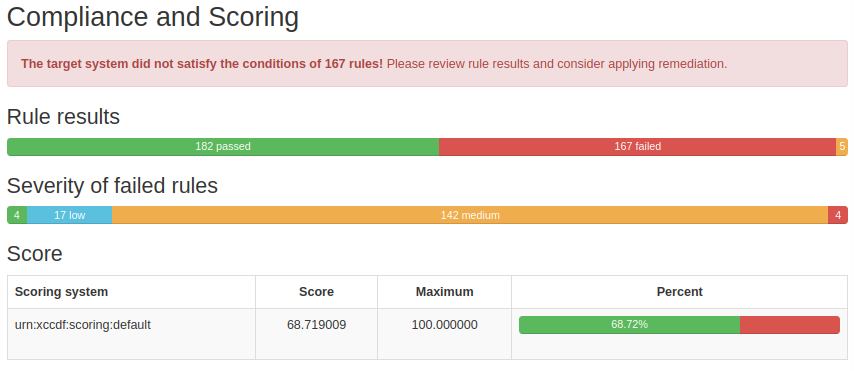 Compliance and Scoring
The target system did not satisfy the conditions of 167 rules! Please review rule results and consider applying remediation.
Rule results
182 passed 167 failed 5
Severity of failed rules
4 17 low 142 medium 4
Score
Scoring system Score Maximum Percent
urn:xccdf:scoring:default 68.719009 100.000000 68.72%